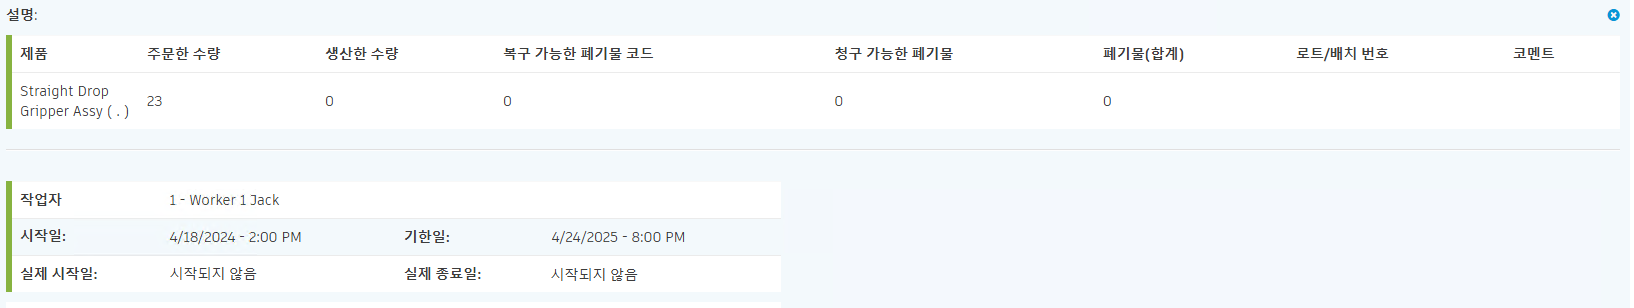 설명:
제품 주문한 수량 생산한 수량 복구 가능한 폐기물 코드 청구 가능한 폐기물 폐기물(합계) 로트/배치 번호 코멘트
Straight Drop
Gripper Assy ( . ) 23 0 0 0 0
작업자 1 - Worker 1 Jack
시작일: 4/18/2024 - 2:00 PM 기한일: 4/24/2025 - 8:00 PM
실제 시작일: 시작되지 않음 실제 종료일: 시작되지 않음